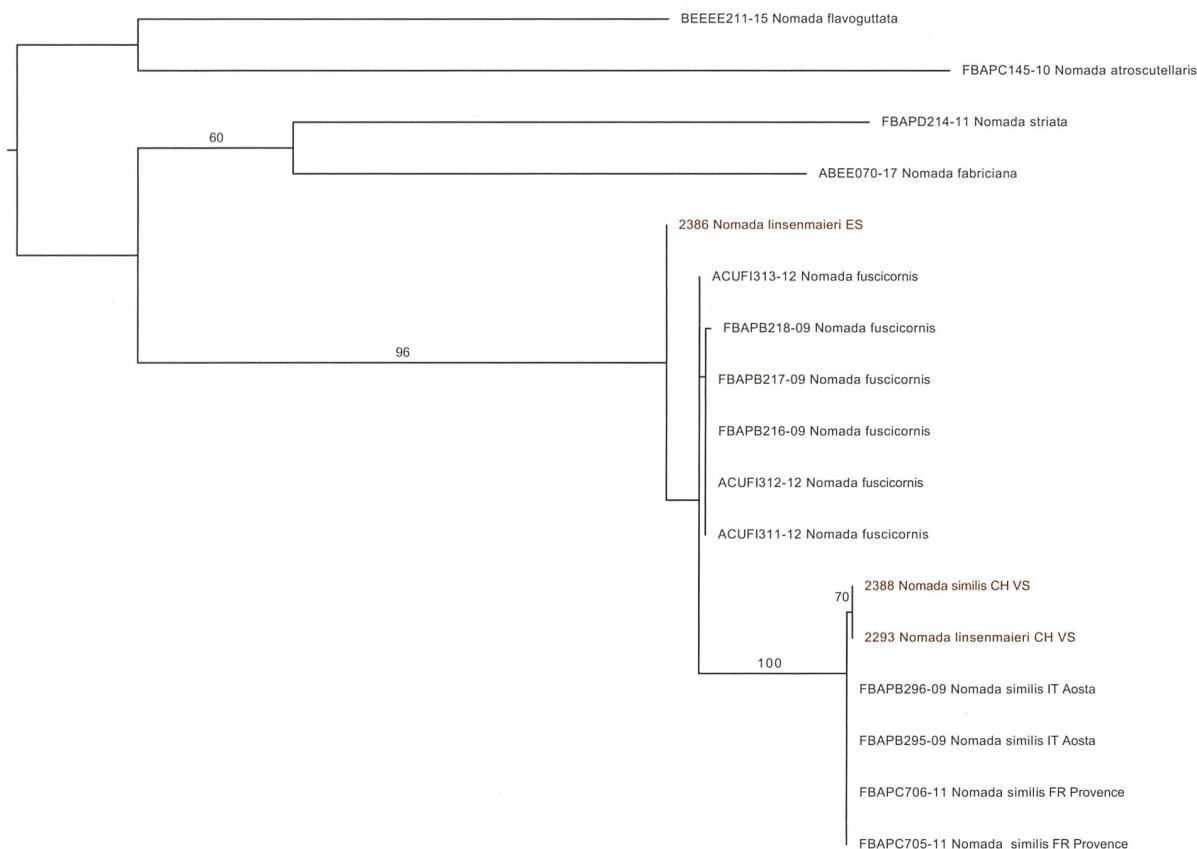 BEEEE211-15 Nomada flavoguttata
FBAPC145-10 Nomada atroscutellaris
FBAPD214-11 Nomada striata
60
ABEE070-17 Nomada fabriciana
2386 Nomada linsenmaieri ES
ACUFI313-12 Nomada fuscicornis
FBAPB218-09 Nomada fuscicornis
96
FBAPB217-09 Nomada fuscicornis
FBAPB216-09 Nomada fuscicornis
ACUFI312-12 Nomada fuscicornis
ACUFI311-12 Nomada fuscicornis
2388 Nomada similis CH VS
70
2293 Nomada linsenmaieri CH VS
100
FBAPB296-09 Nomada similis IT Aosta
FBAPB295-09 Nomada similis IT Aosta
FBAPC706-11 Nomada similis FR Provence
FBAPC705-11 Nomada similis FR Provence